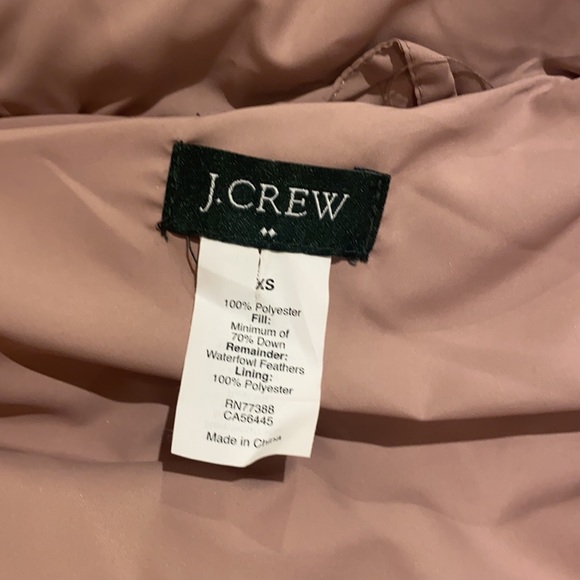 J.CREW
XS
100% Polyester
Fill:
Minimum of
70% Down
Remainder:
Waterfowl Feathers
Lining:
100% Polyester
RN77388
CA56445
Made in China